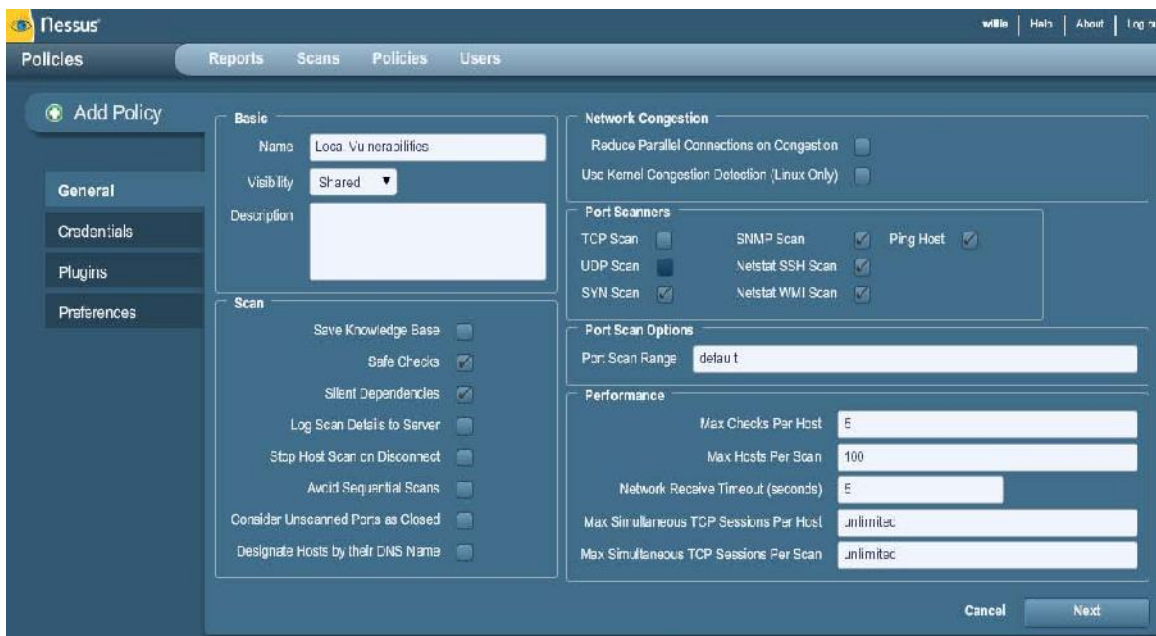 Nessus
willie | Help | About | Log
Policies
Reports Scans Policies Users
Add Policy
General
Credentials
Plugins
Preferences
Basic
Name Local Vulnerabilities
Visibility Shared
Description
Scan
Save Knowledge Base
Safe Checks
Silent Dependencies
Log Scan Details to Server
Stop Host Scan on Disconnect
Avoid Sequential Scans
Consider Unscanned Ports as Closed
Designate Hosts by their DNS Name
Network Congestion
Reduce Parallel Connections on Congestion
Use Kernel Congestion Detection (Linux Only)
Port Scanners
TCP Scan SNMP Scan Ping Host
UDP Scan Netstat SSH Scan
SYN Scan Netstat WMI Scan
Port Scan Options
Port Scan Range default
Performance
Max Checks Per Host 5
Max Hosts Per Scan 100
Network Receive Timeout (seconds) 5
Max Simultaneous TCP Sessions Per Host unlimited
Max Simultaneous TCP Sessions Per Scan unlimited
Cancel Next